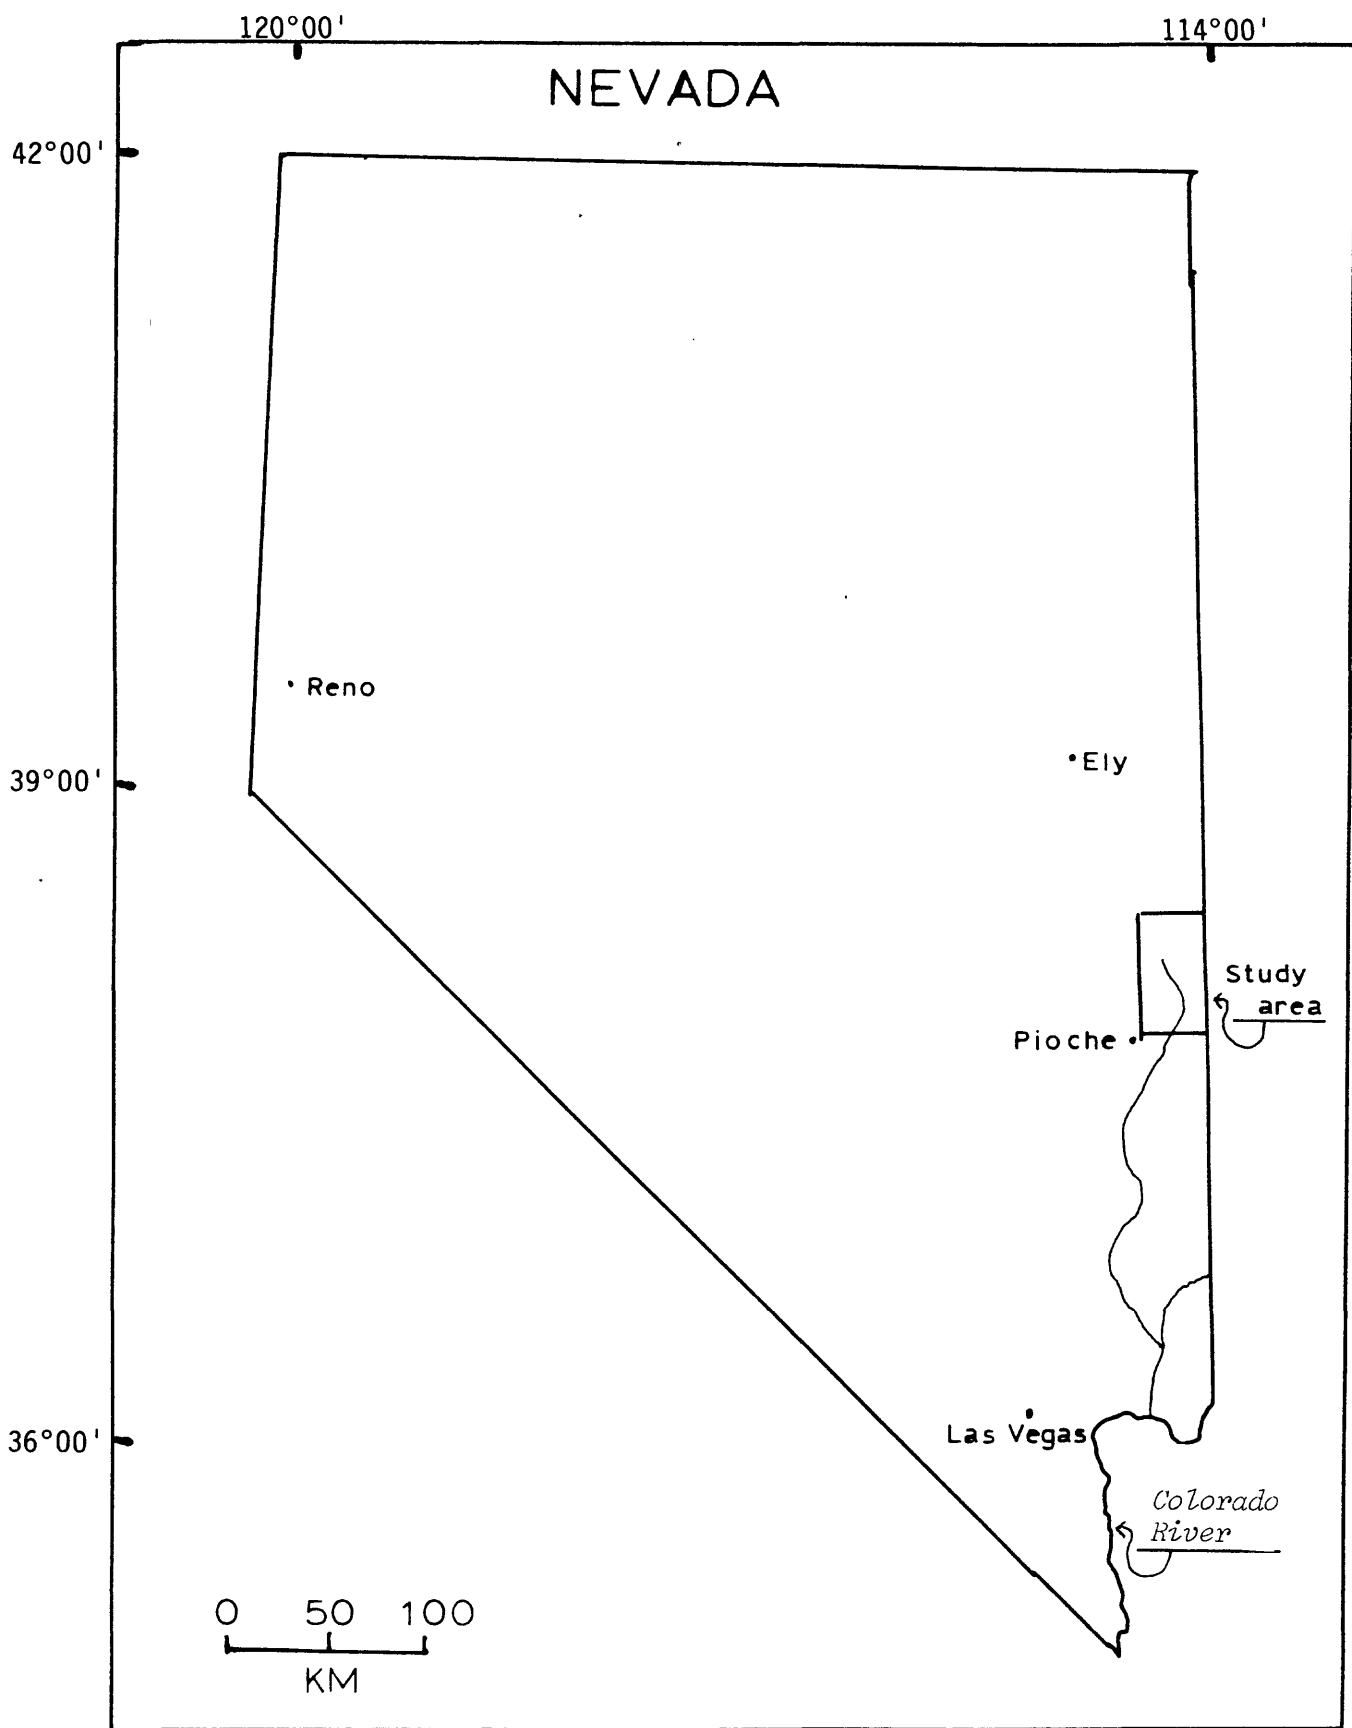 120°00'
114°00'
NEVADA
42°00'
Reno
Ely
39°00'
Study
area
Pioche
Las Vegas
36°00'
Colorado
River
0 50 100
KM